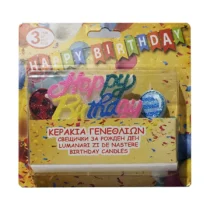 3+
HAPPY BIRTHDAY
Happy
Birthday
ΚΕΡΑΚΙΑ ΓΕΝΕΘΛΙΩΝ
СВЕЩИЧКИ ЗА РОЖДЕН ДЕН
LUMANARI ZI DE NASTERE
BIRTHDAY CANDLES